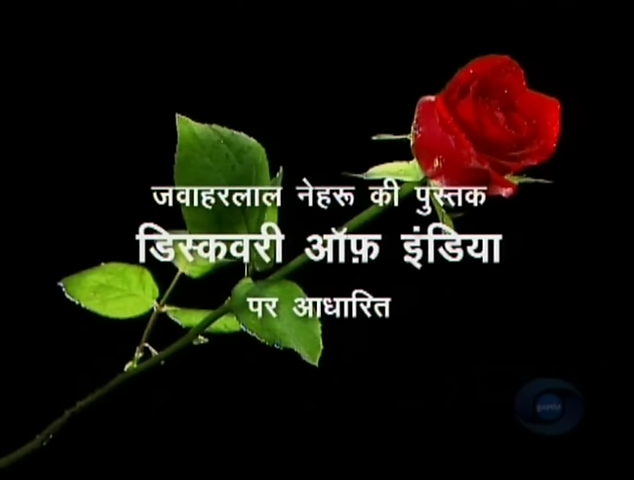 जवाहरलाल नेहरू की पुस्तक
डिस्कवरी ऑफ़ इंडिया
पर आधारित